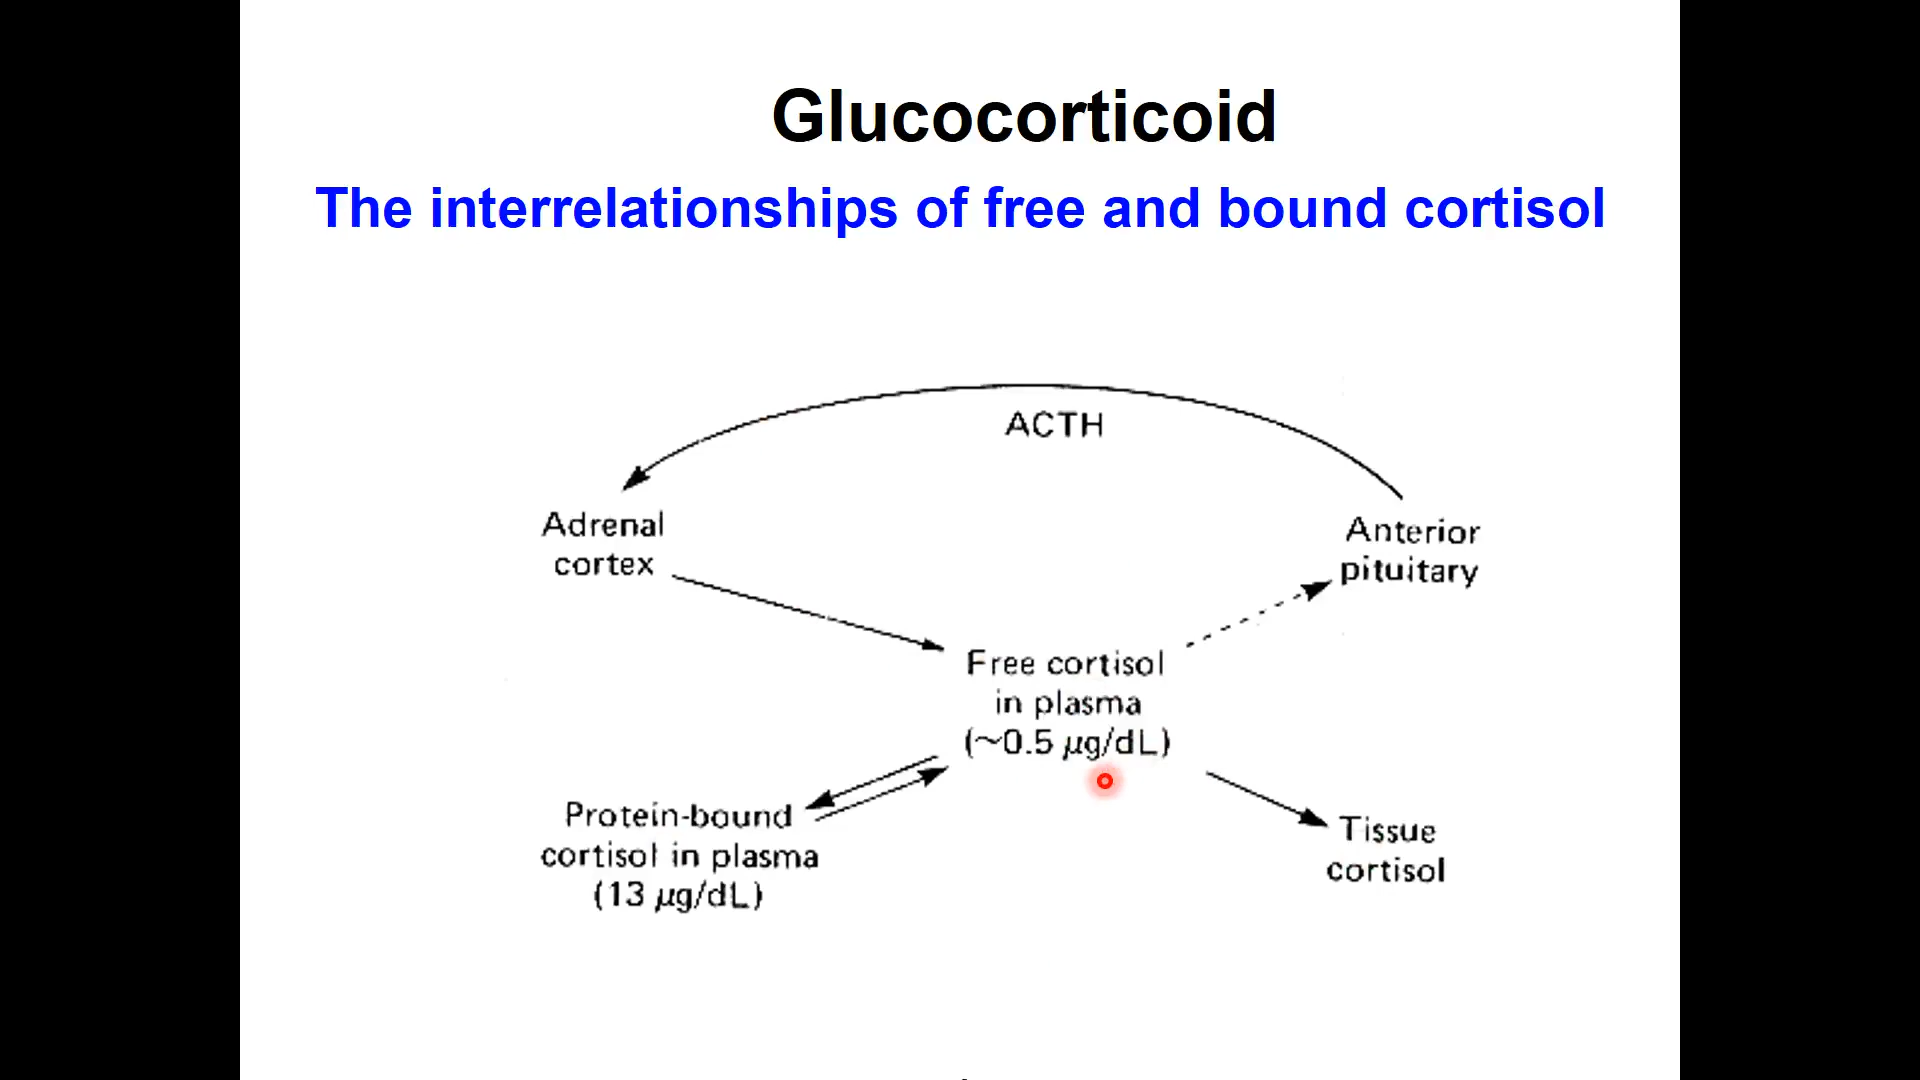 Glucocorticoid
The interrelationships of free and bound cortisol
ACTH
Adrenal
cortex
Anterior
pituitary
Free cortisol
in plasma
(~0.5 μg/dL)
Protein-bound
cortisol in plasma
(13 μg/dL)
Tissue
cortisol